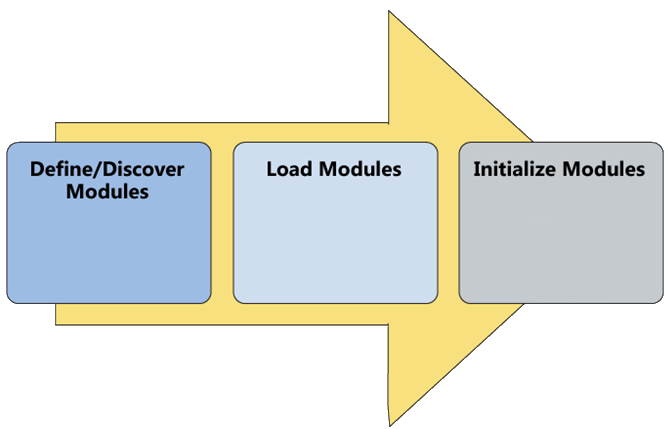 Define/Discover
Modules
Load Modules
Initialize Modules